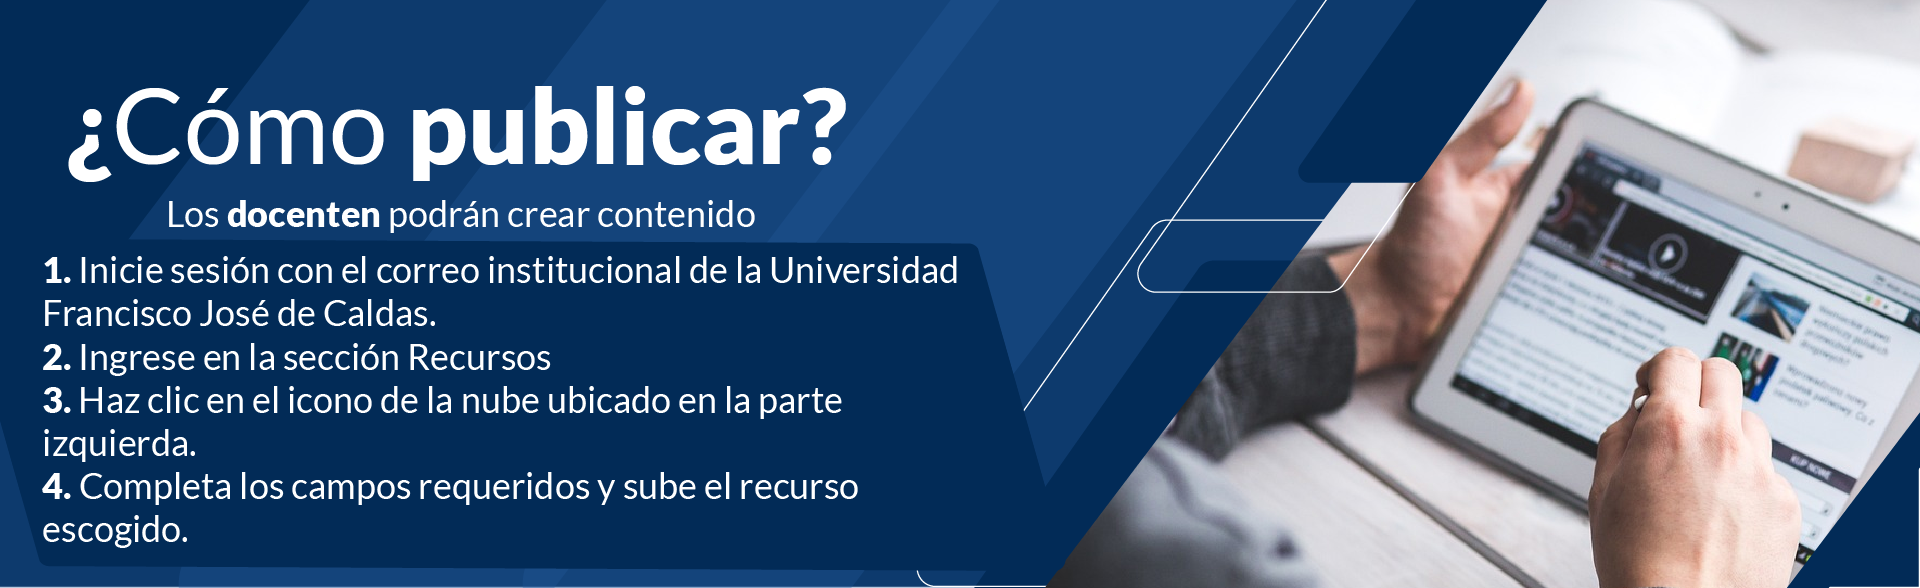 ¿Cómo publicar?
Los docenten podrán crear contenido
1. Inicie sesión con el correo institucional de la Universidad
Francisco José de Caldas.
2. Ingrese en la sección Recursos
3. Haz clic en el icono de la nube ubicado en la parte
izquierda.
4. Completa los campos requeridos y sube el recurso
escogido.